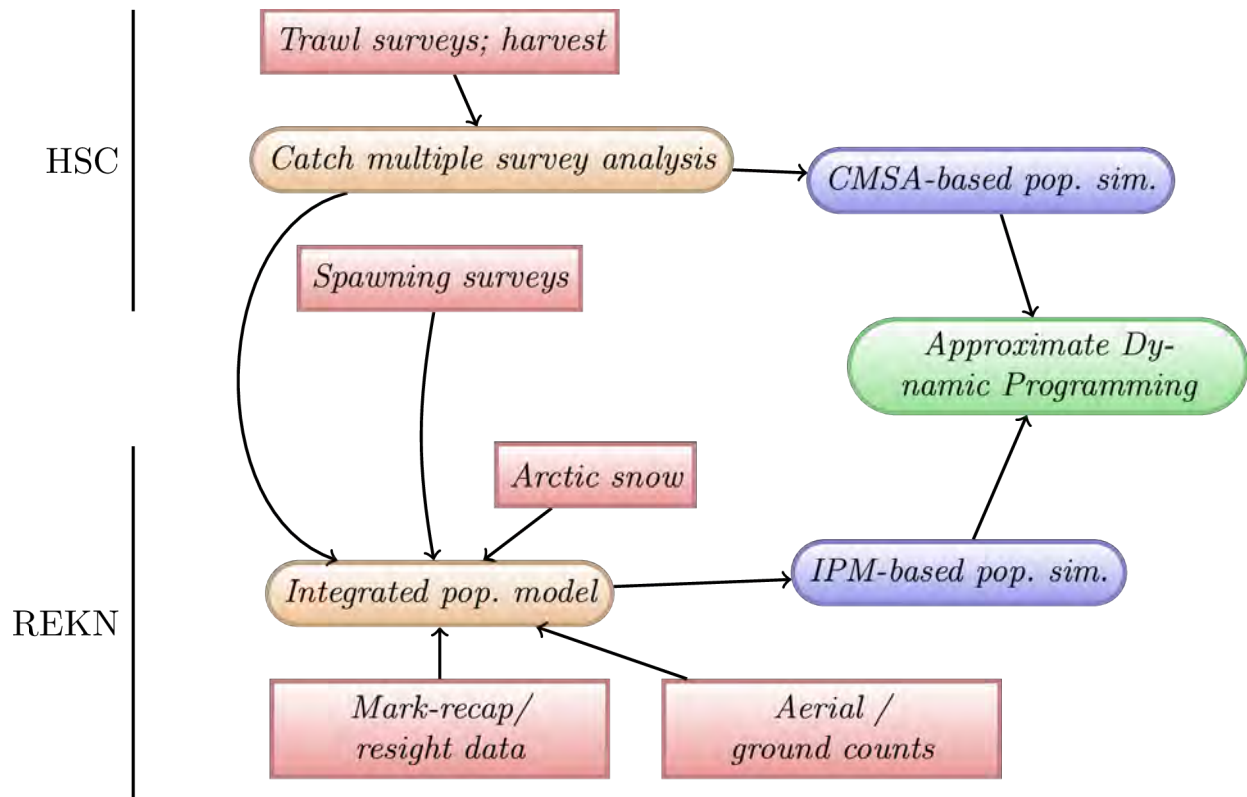 Trawl surveys; harvest
HSC
Catch multiple survey analysis
CMSA-based pop. sim.
Spawning surveys
Approximate Dy-
namic Programming
Arctic snow
Integrated pop. model
IPM-based pop. sim.
REKN
Mark-recap/
resight data
Aerial /
ground counts